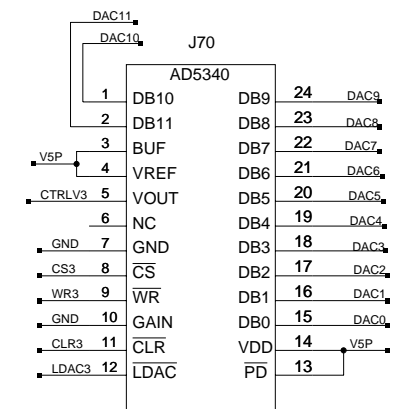 DAC11
DAC10
J70
AD5340
1 DB10 DB9 24 DAC9
2 DB11 DB8 23 DAC8
3 BUF DB7 22 DAC7
V5P
4 VREF DB6 21 DAC6
CTRLV3 5 VOUT DB5 20 DAC5
6 NC DB4 19 DAC4
GND 7 GND DB3 18 DAC3
CS3 8 CS DB2 17 DAC2
WR3 9 WR DB1 16 DAC1
GND 10 GAIN DB0 15 DAC0
CLR3 11 CLR VDD 14 V5P
LDAC3 12 LDAC PD 13